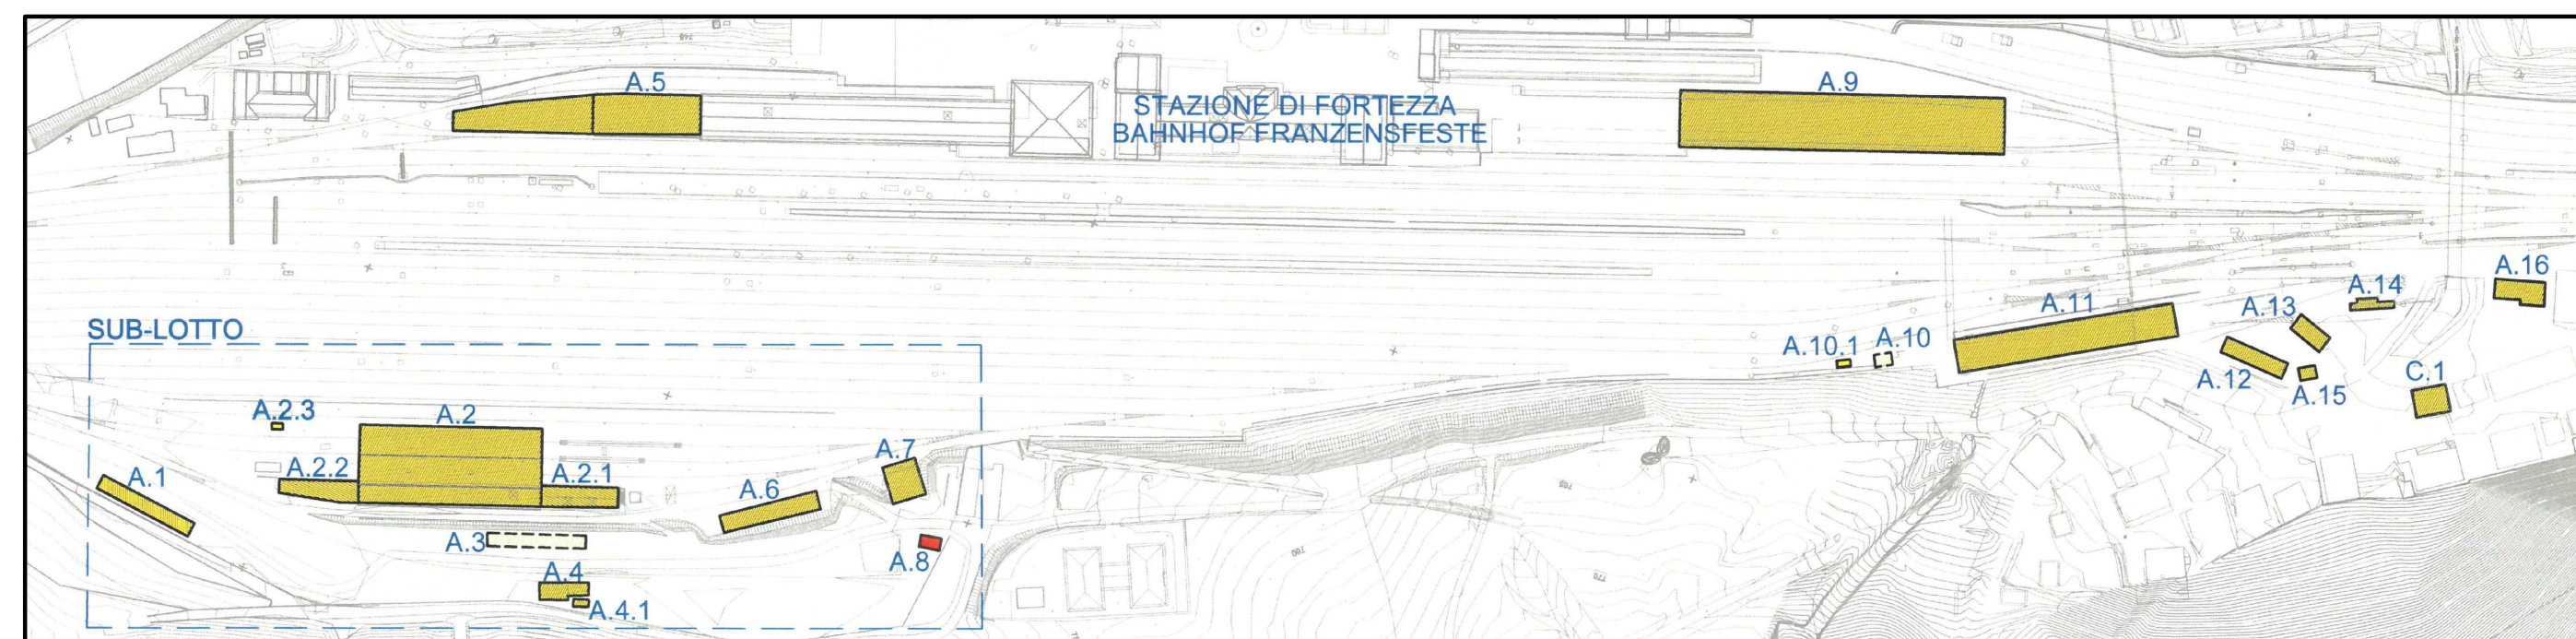 A.5
STAZIONE DI FORTEZZA
BAHNHOF FRANZENSFESTE
A.9
A.16
A.14
A.13
A.11
A.10
A.10.1
SUB-LOTTO
A.12
A.15
C.1
A.2.3
A.2
A.7
A.1
A.2.2
A.2.1
A.6
A.3
A.8
A.4
A.4.1